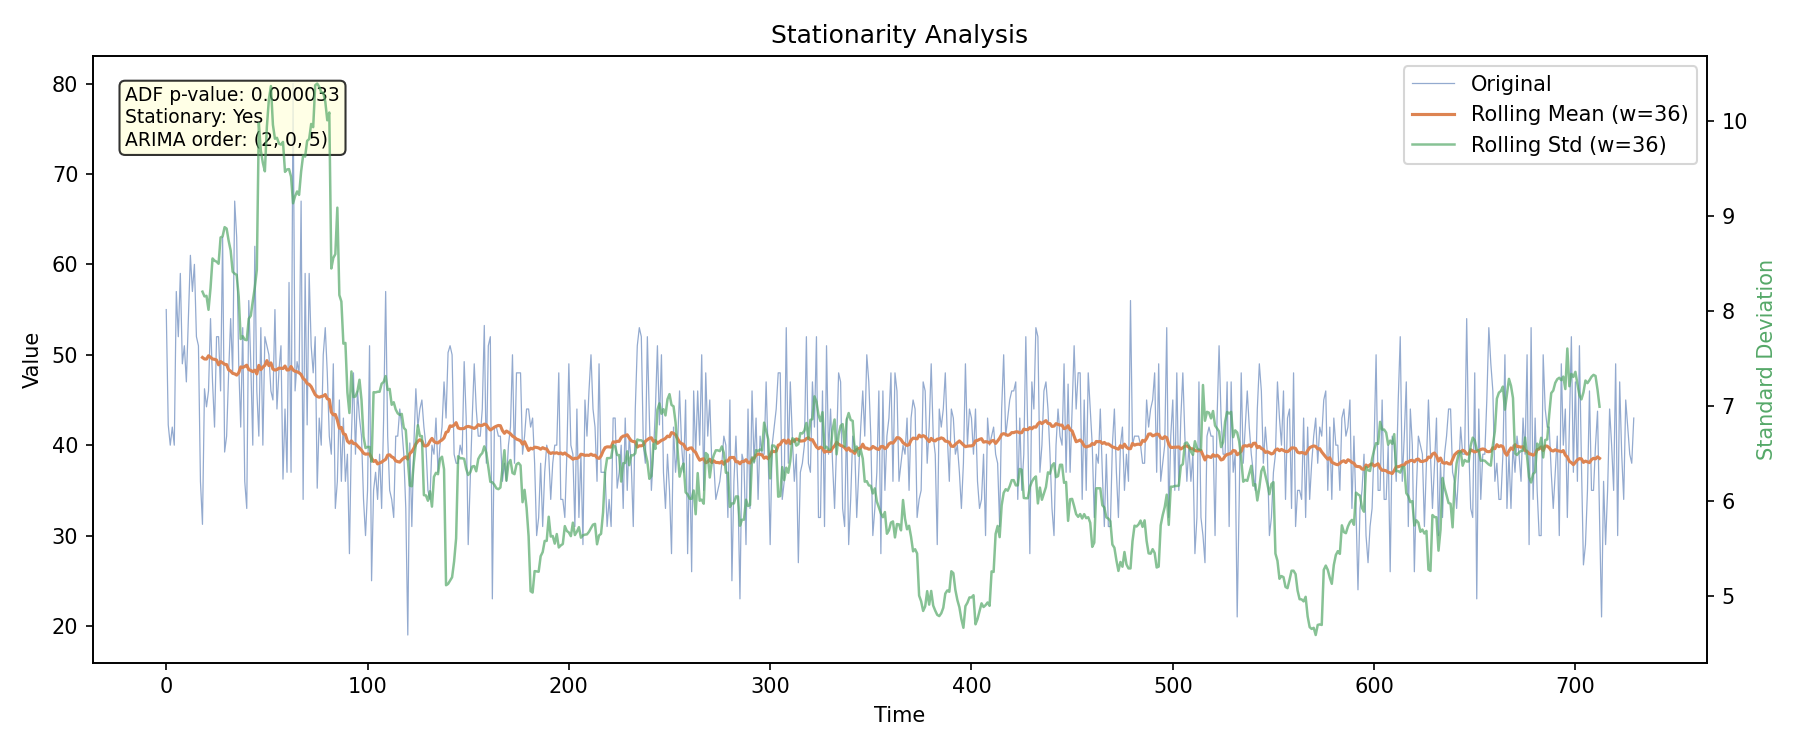 Stationarity Analysis
ADF p-value: 0.000033
Stationary: Yes
ARIMA order: (2, 0, 5)
Original
Rolling Mean (w=36)
Rolling Std (w=36)
Value
80
70
60
50
40
30
20
10
9
8
7
6
5
Standard Deviation
0 100 200 300 400 500 600 700
Time